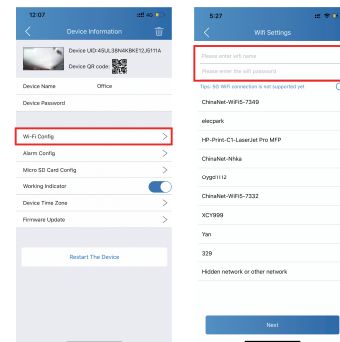 12:07
4G
Device Information
Device UID:45UL38N4KBKE12J5111A
Device QR code:
Device Name Office
Device Password
Wi-Fi Config
Alarm Config
Micro SD Card Config
Working Indicator
Device Time Zone
Firmware Update
Restart The Device
5:27
Wifi Settings
Please enter wifi name
Please enter the wifi password
Tips: 5G WiFi connection is not supported yet
ChinaNet-WiFi5-7349
elecpark
HP-Print-C1-LaserJet Pro MFP
ChinaNet-Nhka
ChinaNet-WiFi5-7332
XCY999
Yan
329
Hidden network or other network
Next